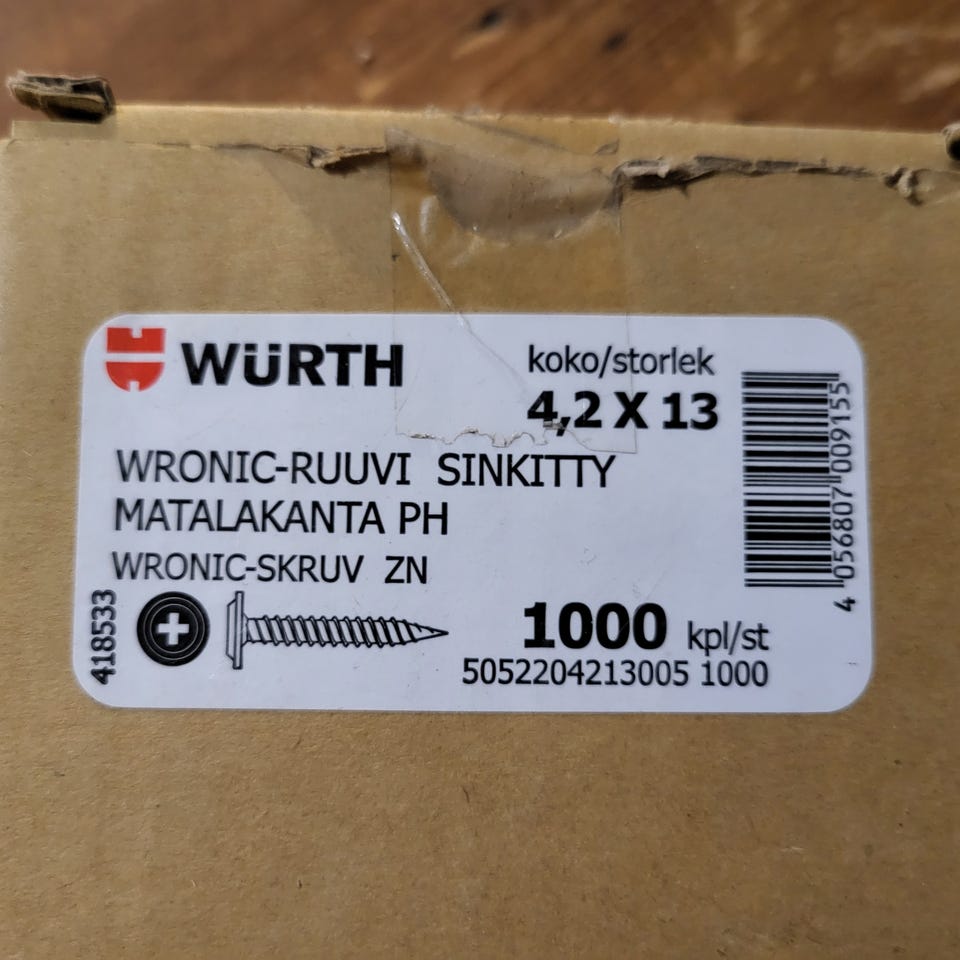 WÜRTH
koko/storlek
4,2 X 13
WRONIC-RUUVI SINKITTY
MATALAKANTA PH
WRONIC-SKRUV ZN
418533
1000 kpl/st
5052204213005 1000
4 056807 009155